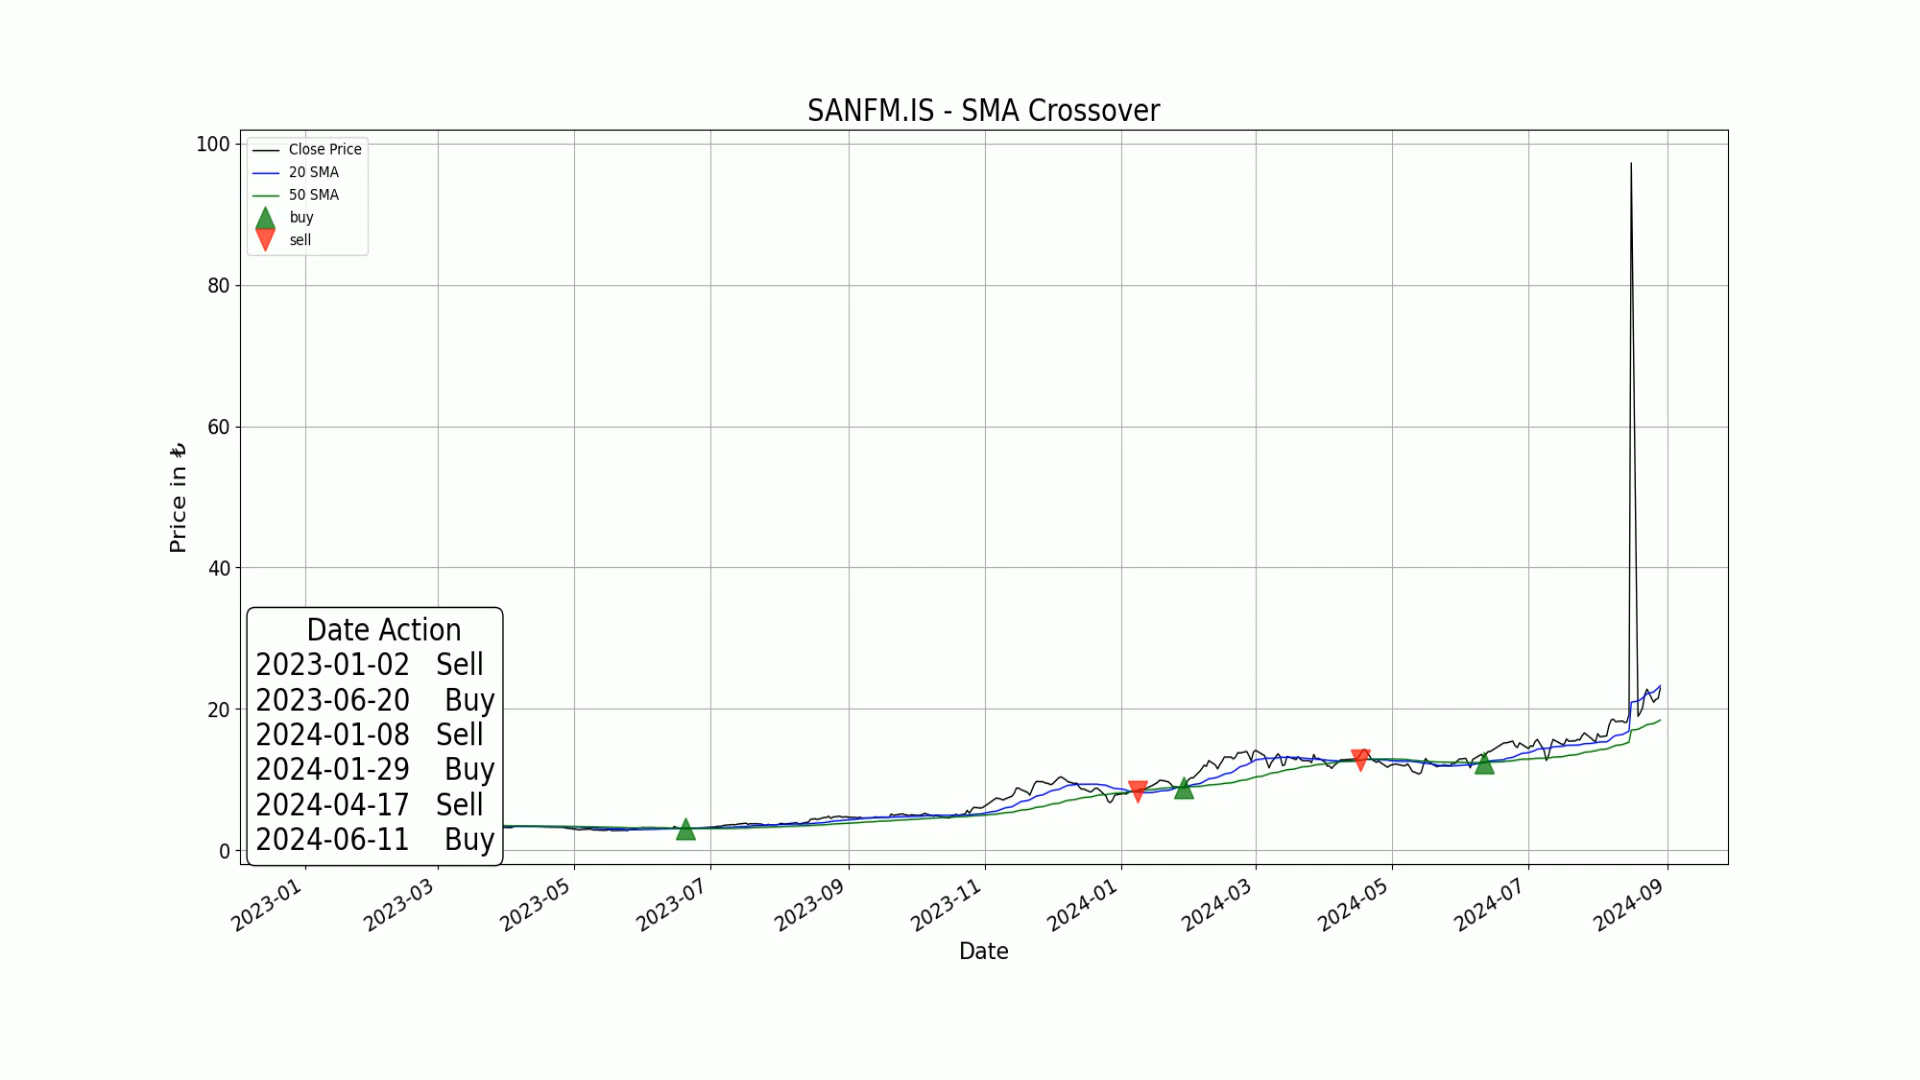 SANFM.IS - SMA Crossover
100
80
60
40
20
0
Price in ₺
Close Price
20 SMA
50 SMA
buy
sell
Date Action
2023-01-02 Sell
2023-06-20 Buy
2024-01-08 Sell
2024-01-29 Buy
2024-04-17 Sell
2024-06-11 Buy
2023-01
2023-03
2023-05
2023-07
2023-09
2023-11
2024-01
2024-03
2024-05
2024-07
2024-09
Date